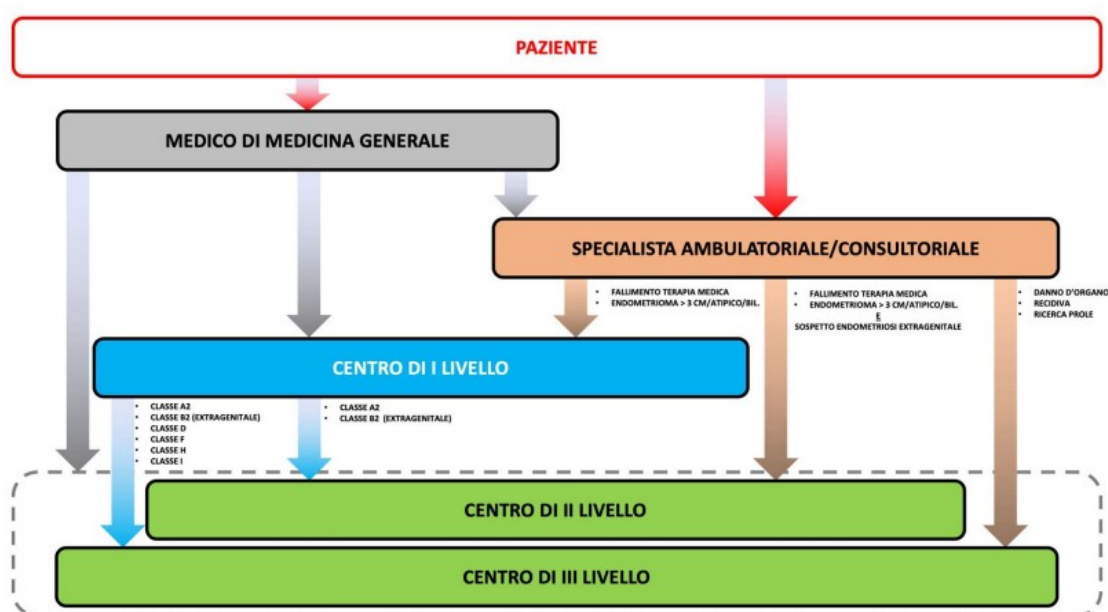 PAZIENTE
MEDICO DI MEDICINA GENERALE
SPECIALISTA AMBULATORIALE/CONSULTORIALE
• FALLIMENTO TERAPIA MEDICA
• ENDOMETRIOMA > 3 CM/ATIPICO/BIL.
• FALLIMENTO TERAPIA MEDICA
• ENDOMETRIOMA > 3 CM/ATIPICO/BIL.
E
SOSPETTO ENDOMETRIOSI EXTRAGENITALE
• DANNO D'ORGANO
• RECIDIVA
• RICERCA PROLE
CENTRO DI I LIVELLO
• CLASSE A2
• CLASSE B2 (EXTRAGENITALE)
• CLASSE D
• CLASSE F
• CLASSE H
• CLASSE I
• CLASSE A2
• CLASSE B2 (EXTRAGENITALE)
CENTRO DI II LIVELLO
CENTRO DI III LIVELLO